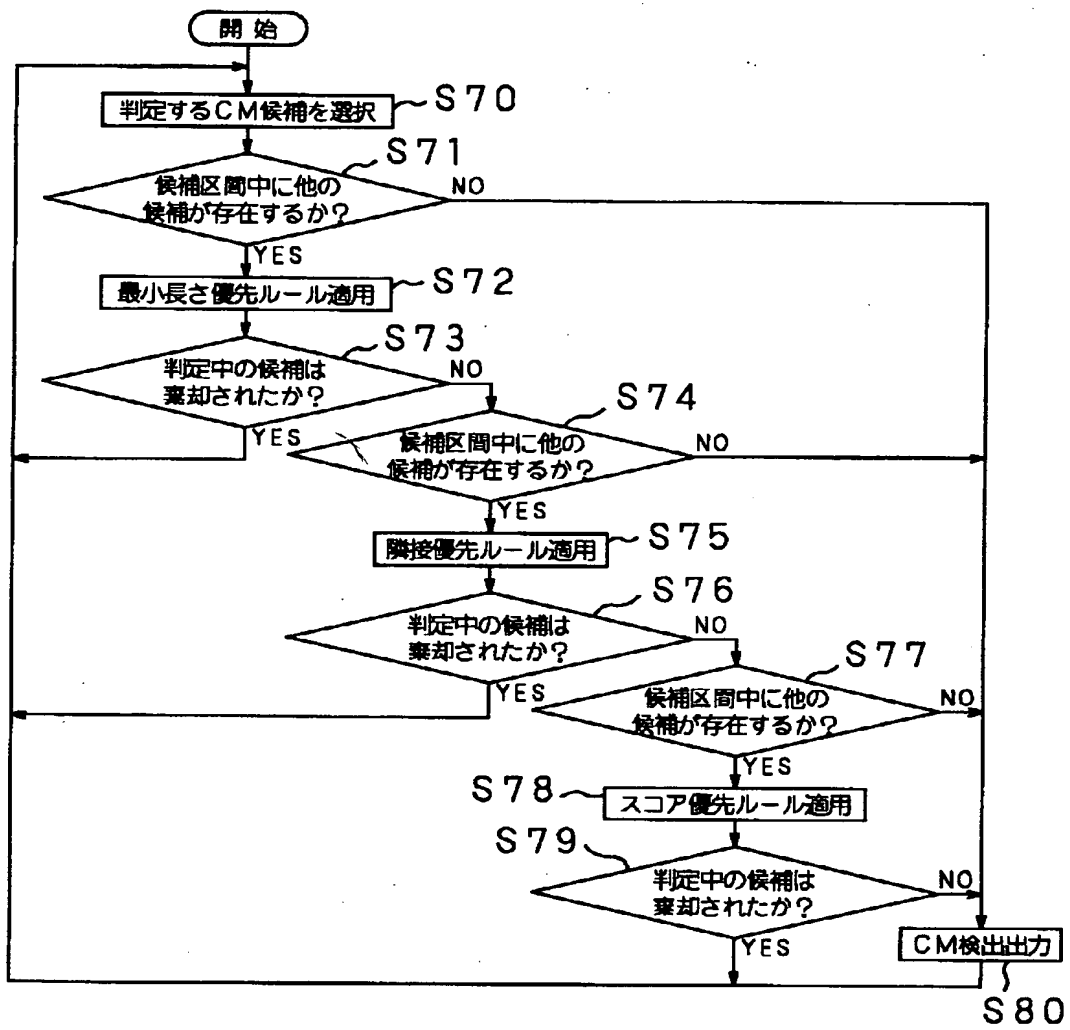 開始
判定するCM候補を選択
S70
S71
候補区間中に他の
候補が存在するか?
NO
YES
最小長さ優先ルール適用
S72
S73
判定中の候補は
棄却されたか?
NO
YES
S74
候補区間中に他の
候補が存在するか?
NO
YES
隣接優先ルール適用
S75
S76
判定中の候補は
棄却されたか?
NO
YES
S77
候補区間中に他の
候補が存在するか?
NO
YES
S78
スコア優先ルール適用
S79
判定中の候補は
棄却されたか?
NO
YES
CM検出出力
S80